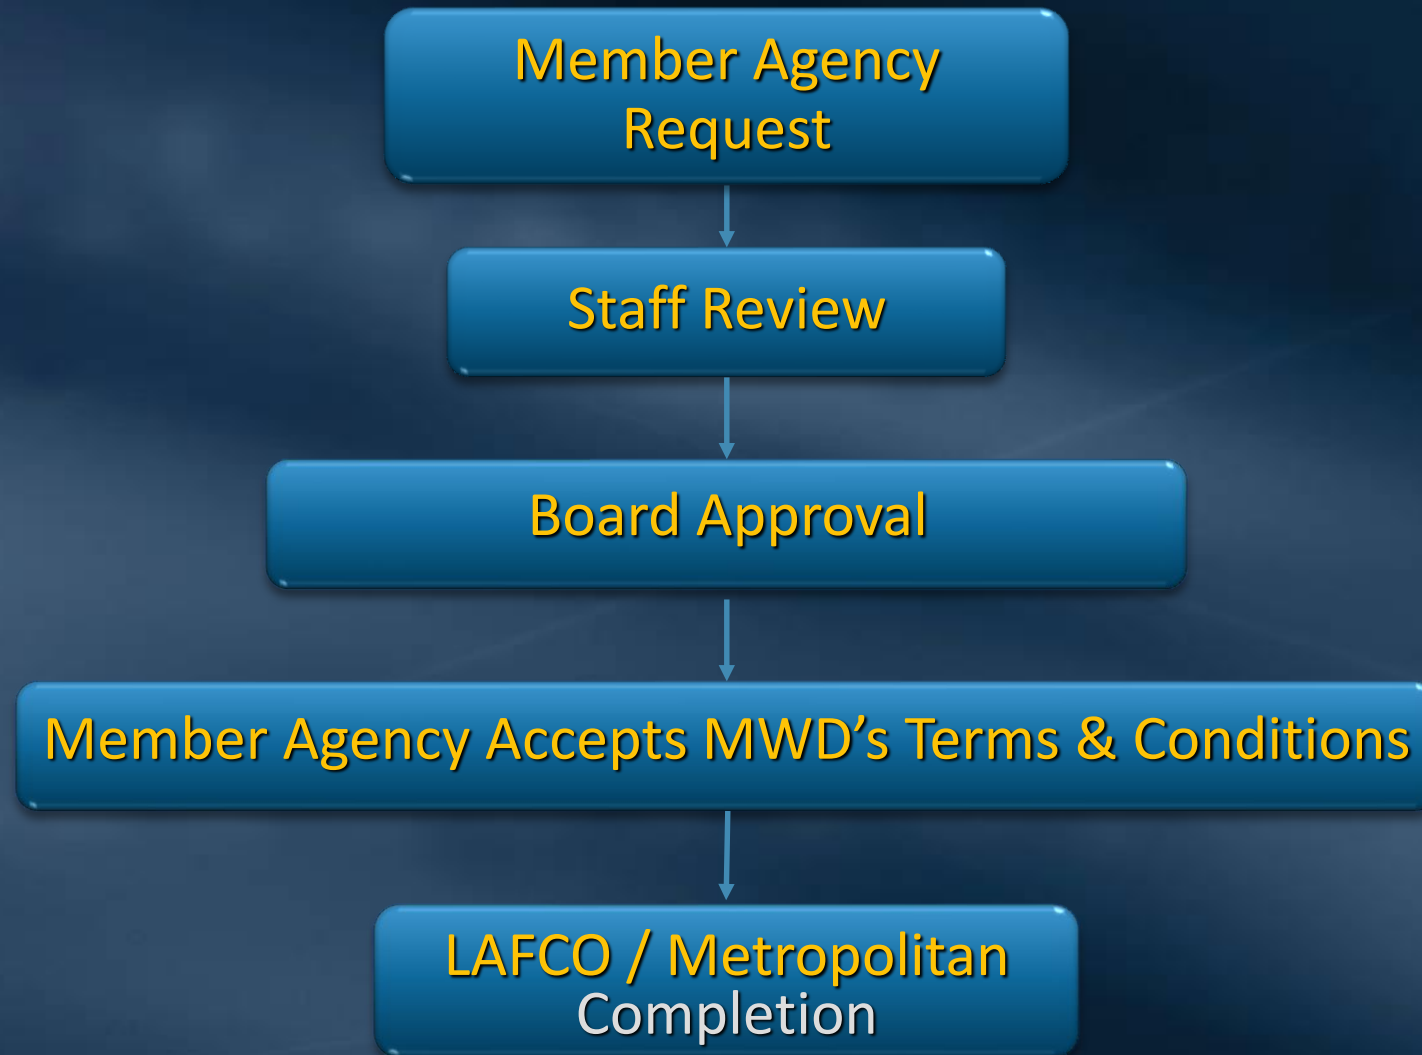 Member Agency
Request
Staff Review
Board Approval
Member Agency Accepts MWD’s Terms & Conditions
LAFCO / Metropolitan
Completion